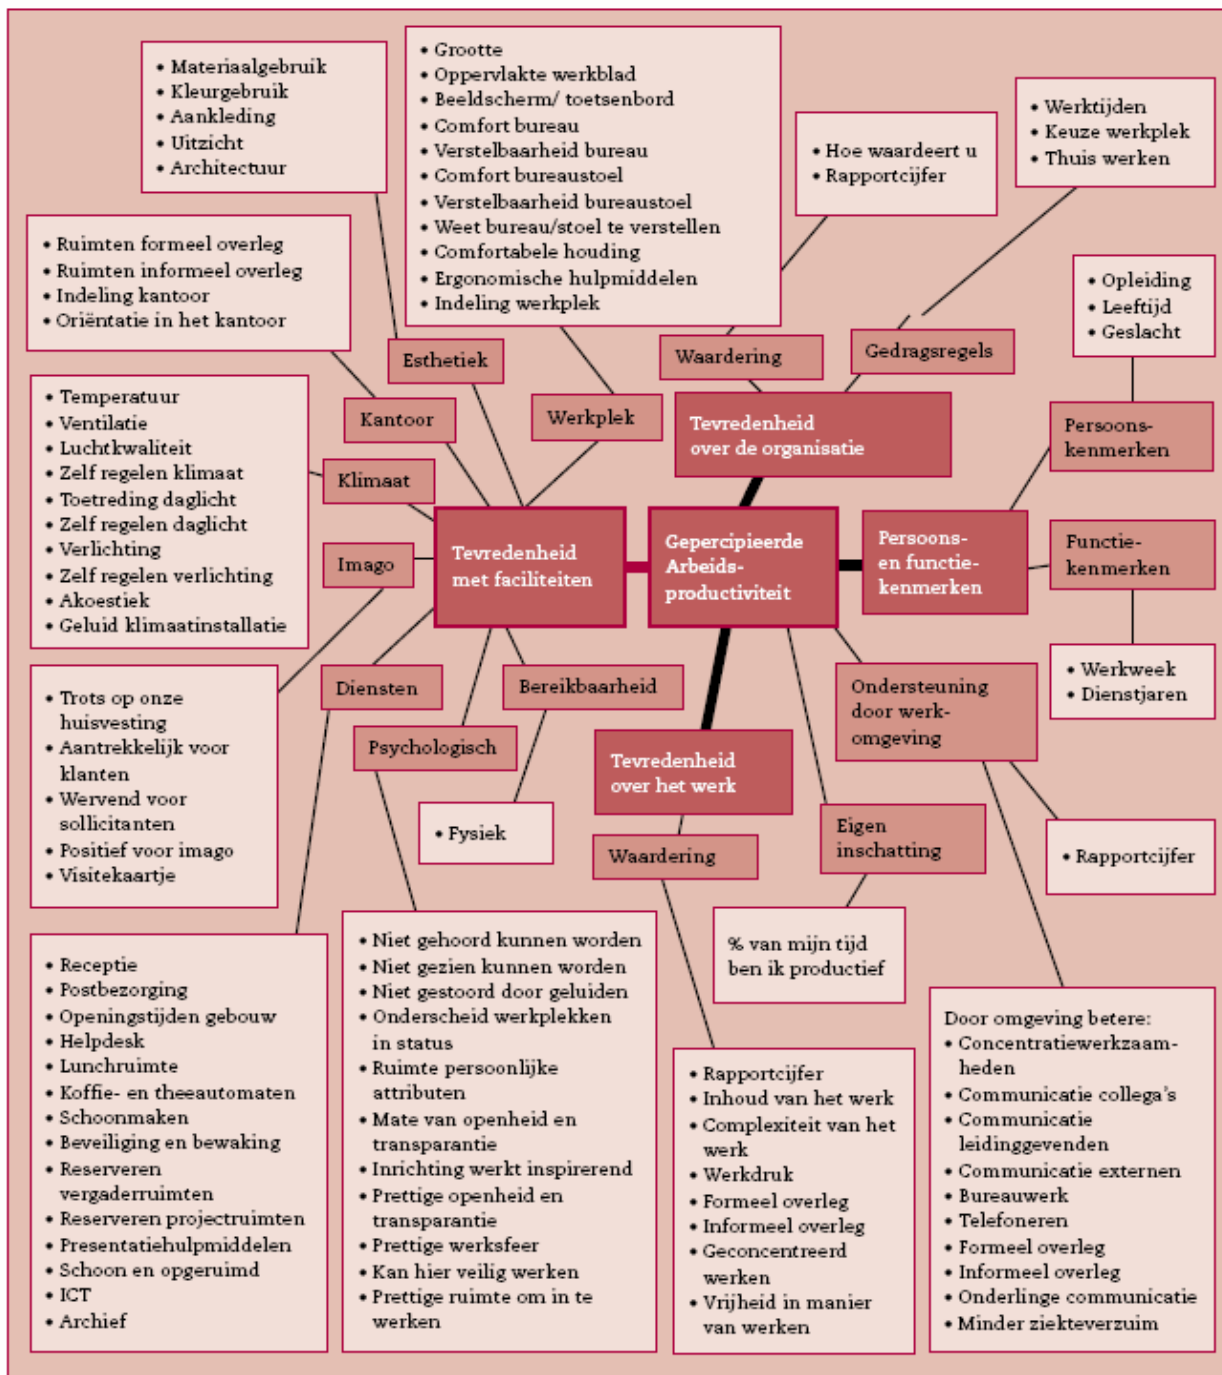 • Materiaalgebruik
• Kleurgebruik
• Aankleding
• Uitzicht
• Architectuur
• Grootte
• Oppervlakte werkblad
• Beeldscherm/ toetsenbord
• Comfort bureau
• Verstelbaarheid bureau
• Comfort bureaustoel
• Verstelbaarheid bureaustoel
• Weet bureau/stoel te verstellen
• Comfortabele houding
• Ergonomische hulpmiddelen
• Indeling werkplek
• Hoe waardeert u
• Rapportcijfer
• Werktijden
• Keuze werkplek
• Thuis werken
• Ruimten formeel overleg
• Ruimten informeel overleg
• Indeling kantoor
• Oriëntatie in het kantoor
• Opleiding
• Leeftijd
• Geslacht
Esthetiek
Waardering
Gedragsregels
Kantoor
Werkplek
Tevredenheid
over de organisatie
Persoons-
kenmerken
• Temperatuur
• Ventilatie
• Luchtkwaliteit
• Zelf regelen klimaat
• Toetreding daglicht
• Zelf regelen daglicht
• Verlichting
• Zelf regelen verlichting
• Akoestiek
• Geluid klimaatinstallatie
Klimaat
Imago
Tevredenheid
met faciliteiten
Gepercipieerde
Arbeids-
productiviteit
Persoons-
en functie-
kenmerken
Functie-
kenmerken
• Werkweek
• Dienstjaren
• Trots op onze
huisvesting
• Aantrekkelijk voor
klanten
• Wervend voor
sollicitanten
• Positief voor imago
• Visitekaartje
Diensten
Bereikbaarheid
Psychologisch
• Fysiek
Tevredenheid
over het werk
Waardering
Ondersteuning
door werk-
omgeving
Eigen
inschatting
• Rapportcijfer
% van mijn tijd
ben ik productief
• Receptie
• Postbezorging
• Openingstijden gebouw
• Helpdesk
• Lunchruimte
• Koffie- en theeautomaten
• Schoonmaken
• Beveiliging en bewaking
• Reserveren
vergaderruimten
• Reserveren projectruimten
• Presentatiehulpmiddelen
• Schoon en opgeruimd
• ICT
• Archief
• Niet gehoord kunnen worden
• Niet gezien kunnen worden
• Niet gestoord door geluiden
• Onderscheid werkplekken
in status
• Ruimte persoonlijke
attributen
• Mate van openheid en
transparantie
• Inrichting werkt inspirerend
• Prettige openheid en
transparantie
• Prettige werksfeer
• Kan hier veilig werken
• Prettige ruimte om in te
werken
• Rapportcijfer
• Inhoud van het werk
• Complexiteit van het
werk
• Werkdruk
• Formeel overleg
• Informeel overleg
• Geconcentreerd
werken
• Vrijheid in manier
van werken
Door omgeving betere:
• Concentratiewerkzaam-
heden
• Communicatie collega's
• Communicatie
leidinggevenden
• Communicatie externen
• Bureauwerk
• Telefoneren
• Formeel overleg
• Informeel overleg
• Onderlinge communicatie
• Minder ziekteverzuim